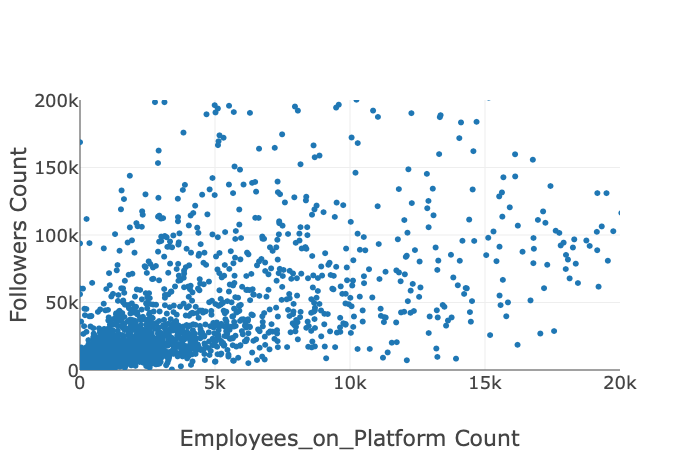 200k
150k
100k
50k
0
Followers Count
0
5k
10k
15k
20k
Employees_on_Platform Count